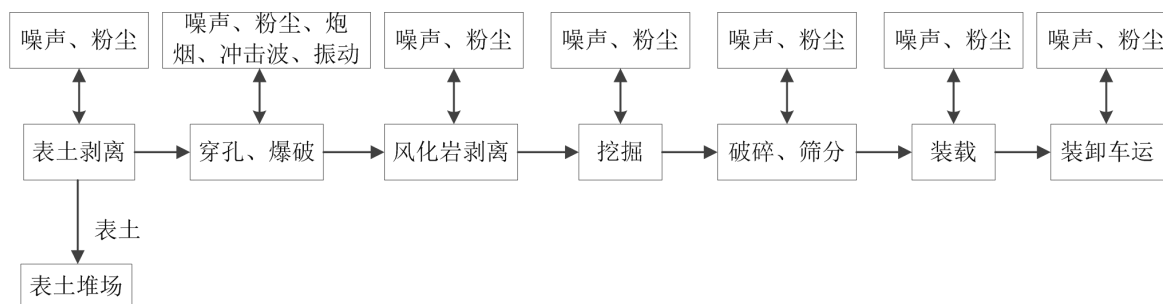 噪声、粉尘
噪声、粉尘、炮
烟、冲击波、振动
噪声、粉尘
噪声、粉尘
噪声、粉尘
噪声、粉尘
噪声、粉尘
表土剥离
穿孔、爆破
风化岩剥离
挖掘
破碎、筛分
装载
装卸车运
表土
表土堆场